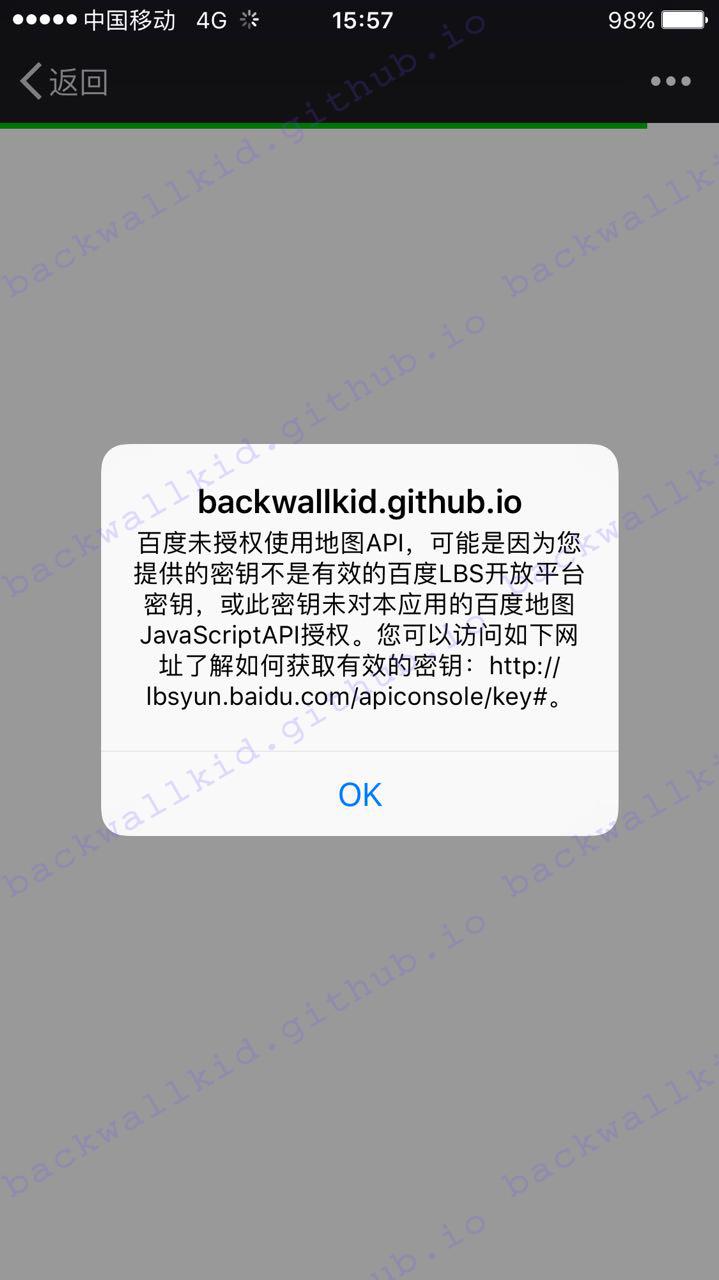 中国移动 4G 15:57 98%
返回
backwallkid.github.io
百度未授权使用地图API，可能是因为您
提供的密钥不是有效的百度LBS开放平台
密钥，或此密钥未对本应用的百度地图
JavaScriptAPI授权。您可以访问如下网
址了解如何获取有效的密钥：http://
lbsyun.baidu.com/apiconsole/key#。
OK
backwallkid.github.io
backwallkid.github.io
backwallkid.github.io
backwallkid.github.io
backwallk
backwallki
backwallki
backwallki